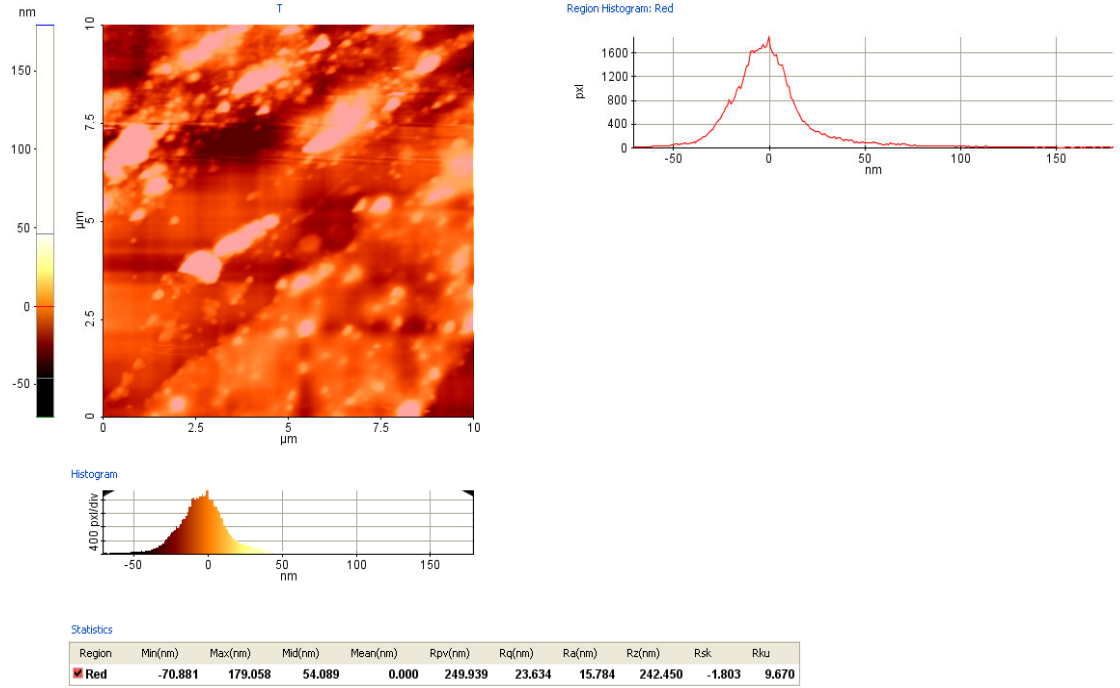 nm
150
100
50
0
-50
T
10
7.5
5
2.5
0
µm
0 2.5 5 7.5 10
µm
Region Histogram: Red
pxl
1600
1200
800
400
0
-50 0 50 100 150
nm
Histogram
400 pxl/div
-50 0 50 100 150
nm
Statistics
Region Min(nm) Max(nm) Mid(nm) Mean(nm) Rpv(nm) Rq(nm) Ra(nm) Rz(nm) Rsk Rku
Red -70.881 179.058 54.089 0.000 249.939 23.634 15.784 242.450 -1.803 9.670